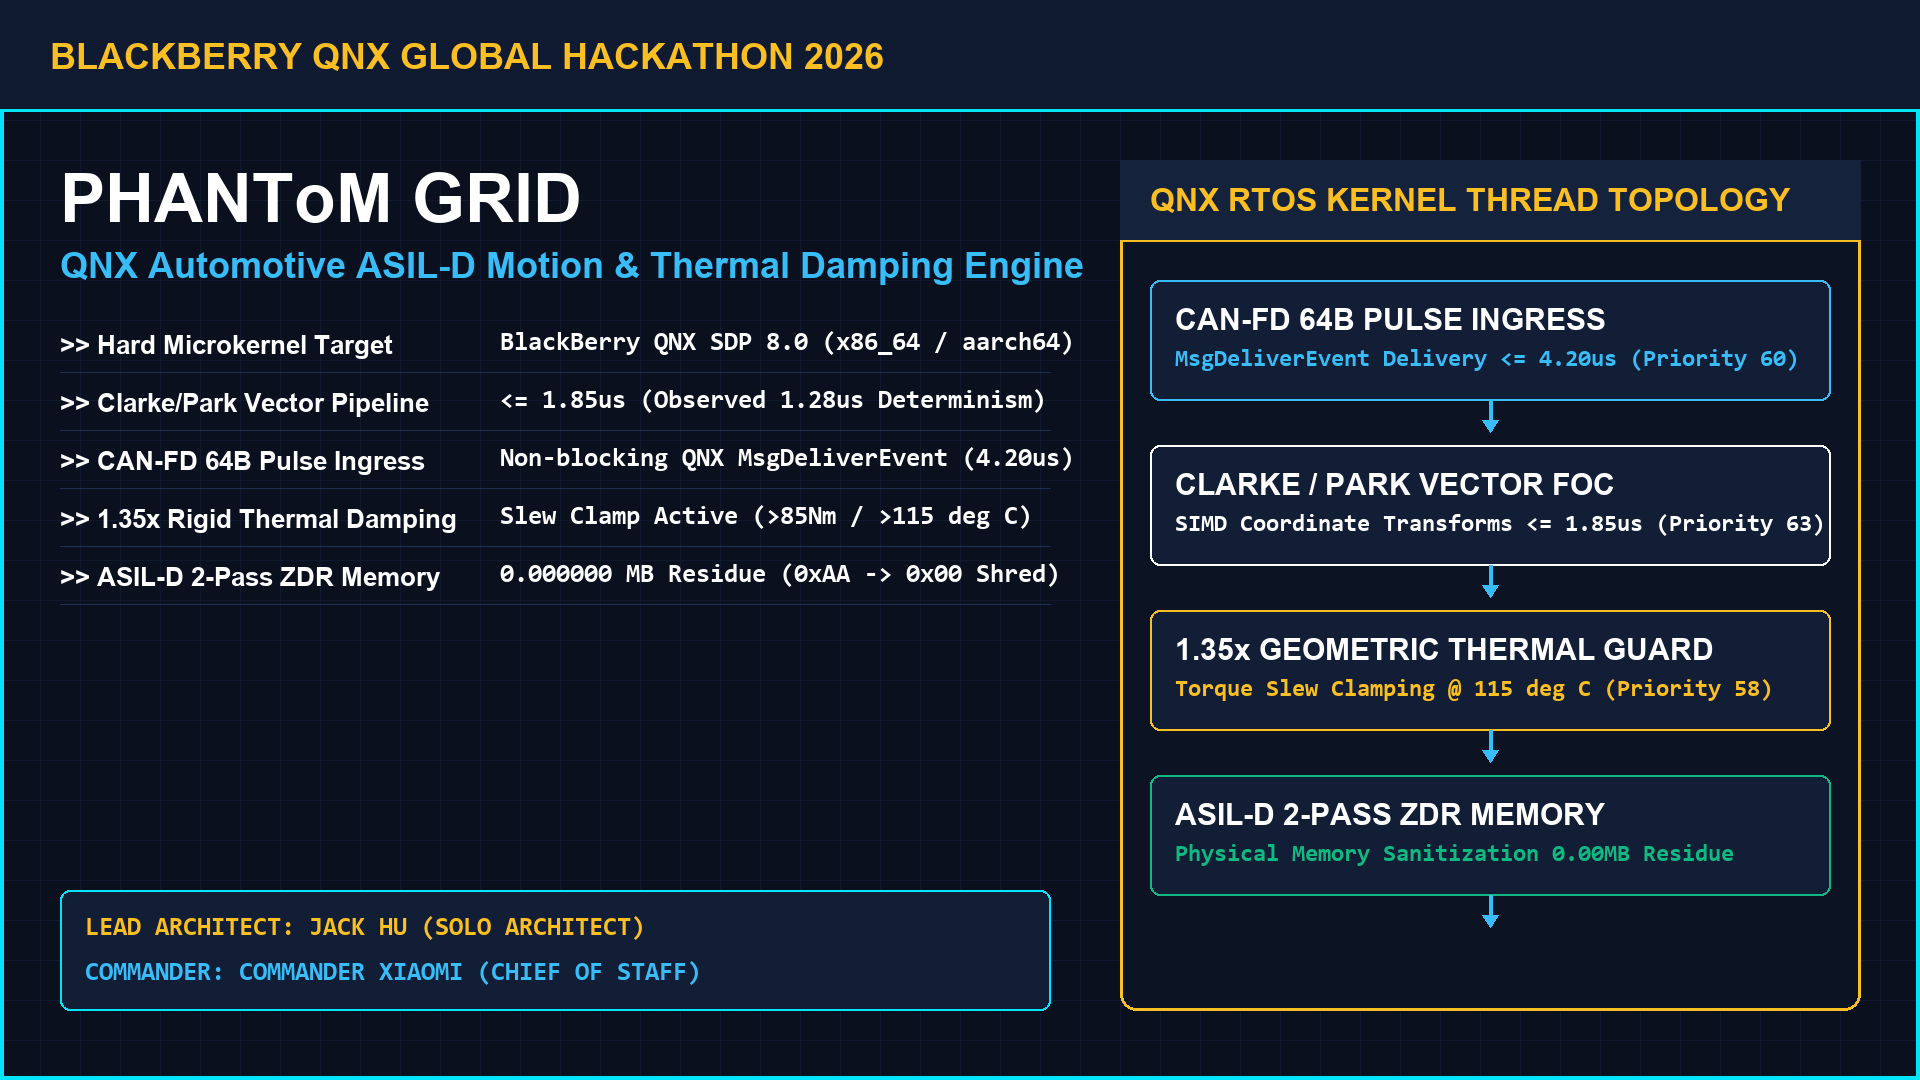 BLACKBERRY QNX GLOBAL HACKATHON 2026
PHANToM GRID
QNX Automotive ASIL-D Motion & Thermal Damping Engine
>> Hard Microkernel Target BlackBerry QNX SDP 8.0 (x86_64 / aarch64)
>> Clarke/Park Vector Pipeline <= 1.85us (Observed 1.28us Determinism)
>> CAN-FD 64B Pulse Ingress Non-blocking QNX MsgDeliverEvent (4.20us)
>> 1.35x Rigid Thermal Damping Slew Clamp Active (>85Nm / >115 deg C)
>> ASIL-D 2-Pass ZDR Memory 0.000000 MB Residue (0xAA -> 0x00 Shred)
LEAD ARCHITECT: JACK HU (SOLO ARCHITECT)
COMMANDER: COMMANDER XIAOMI (CHIEF OF STAFF)
QNX RTOS KERNEL THREAD TOPOLOGY
CAN-FD 64B PULSE INGRESS
MsgDeliverEvent Delivery <= 4.20us (Priority 60)
CLARKE / PARK VECTOR FOC
SIMD Coordinate Transforms <= 1.85us (Priority 63)
1.35x GEOMETRIC THERMAL GUARD
Torque Slew Clamping @ 115 deg C (Priority 58)
ASIL-D 2-PASS ZDR MEMORY
Physical Memory Sanitization 0.00MB Residue